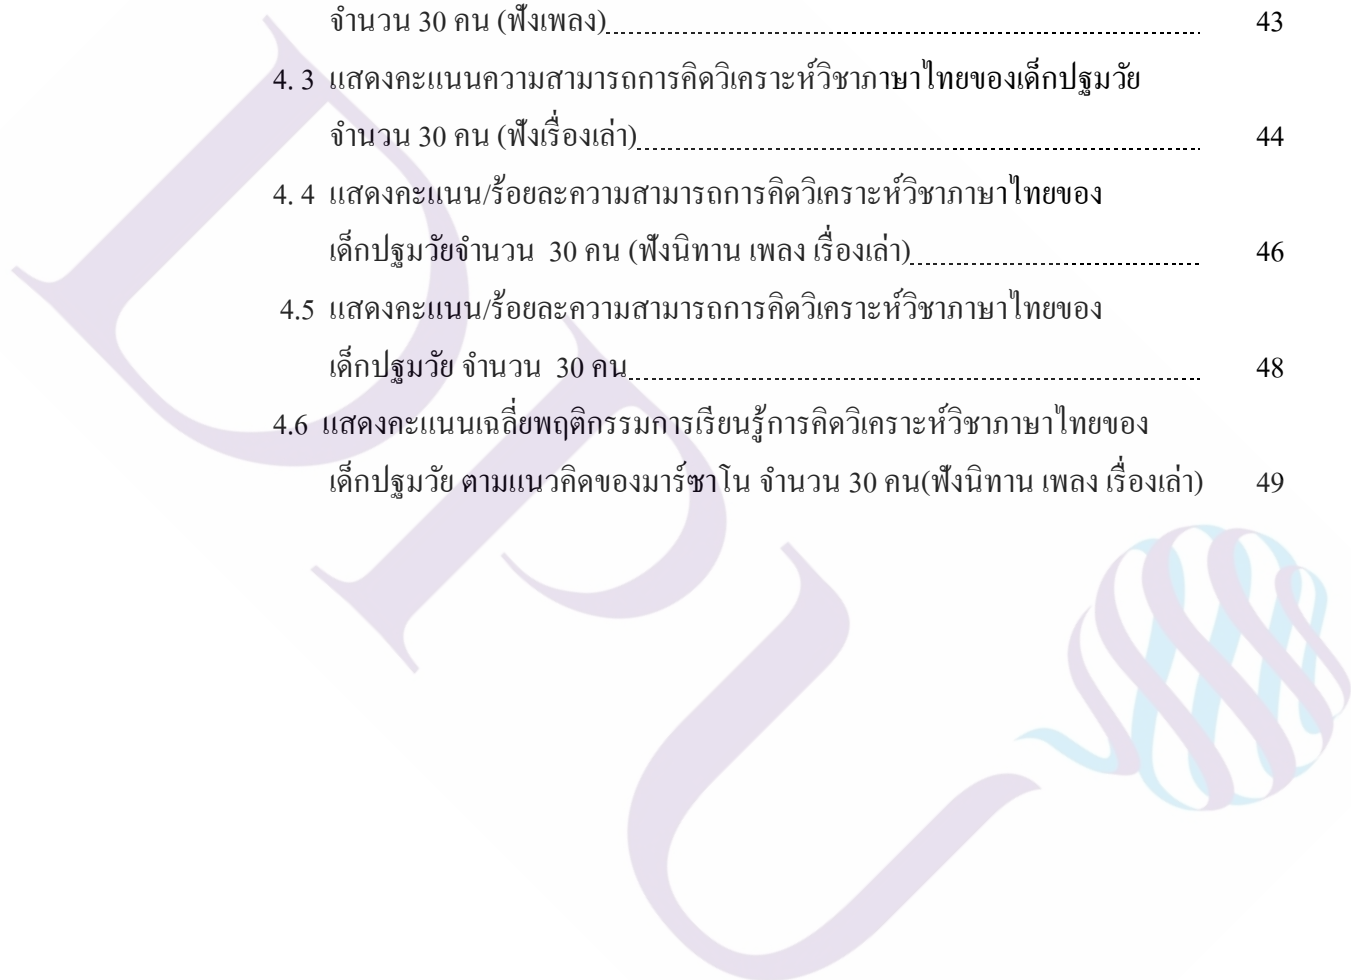 จำนวน 30 คน (ฟังเพลง) 43
4. 3 แสดงคะแนนความสามารถการคิดวิเคราะห์วิชาภาษาไทยของเด็กปฐมวัย
จำนวน 30 คน (ฟังเรื่องเล่า) 44
4. 4 แสดงคะแนน/ร้อยละความสามารถการคิดวิเคราะห์วิชาภาษาไทยของ
เด็กปฐมวัยจำนวน 30 คน (ฟังนิทาน เพลง เรื่องเล่า) 46
4.5 แสดงคะแนน/ร้อยละความสามารถการคิดวิเคราะห์วิชาภาษาไทยของ
เด็กปฐมวัย จำนวน 30 คน 48
4.6 แสดงคะแนนเฉลี่ยพฤติกรรมการเรียนรู้การคิดวิเคราะห์วิชาภาษาไทยของ
เด็กปฐมวัย ตามแนวคิดของมาร์ซาโน จำนวน 30 คน(ฟังนิทาน เพลง เรื่องเล่า) 49
DPU